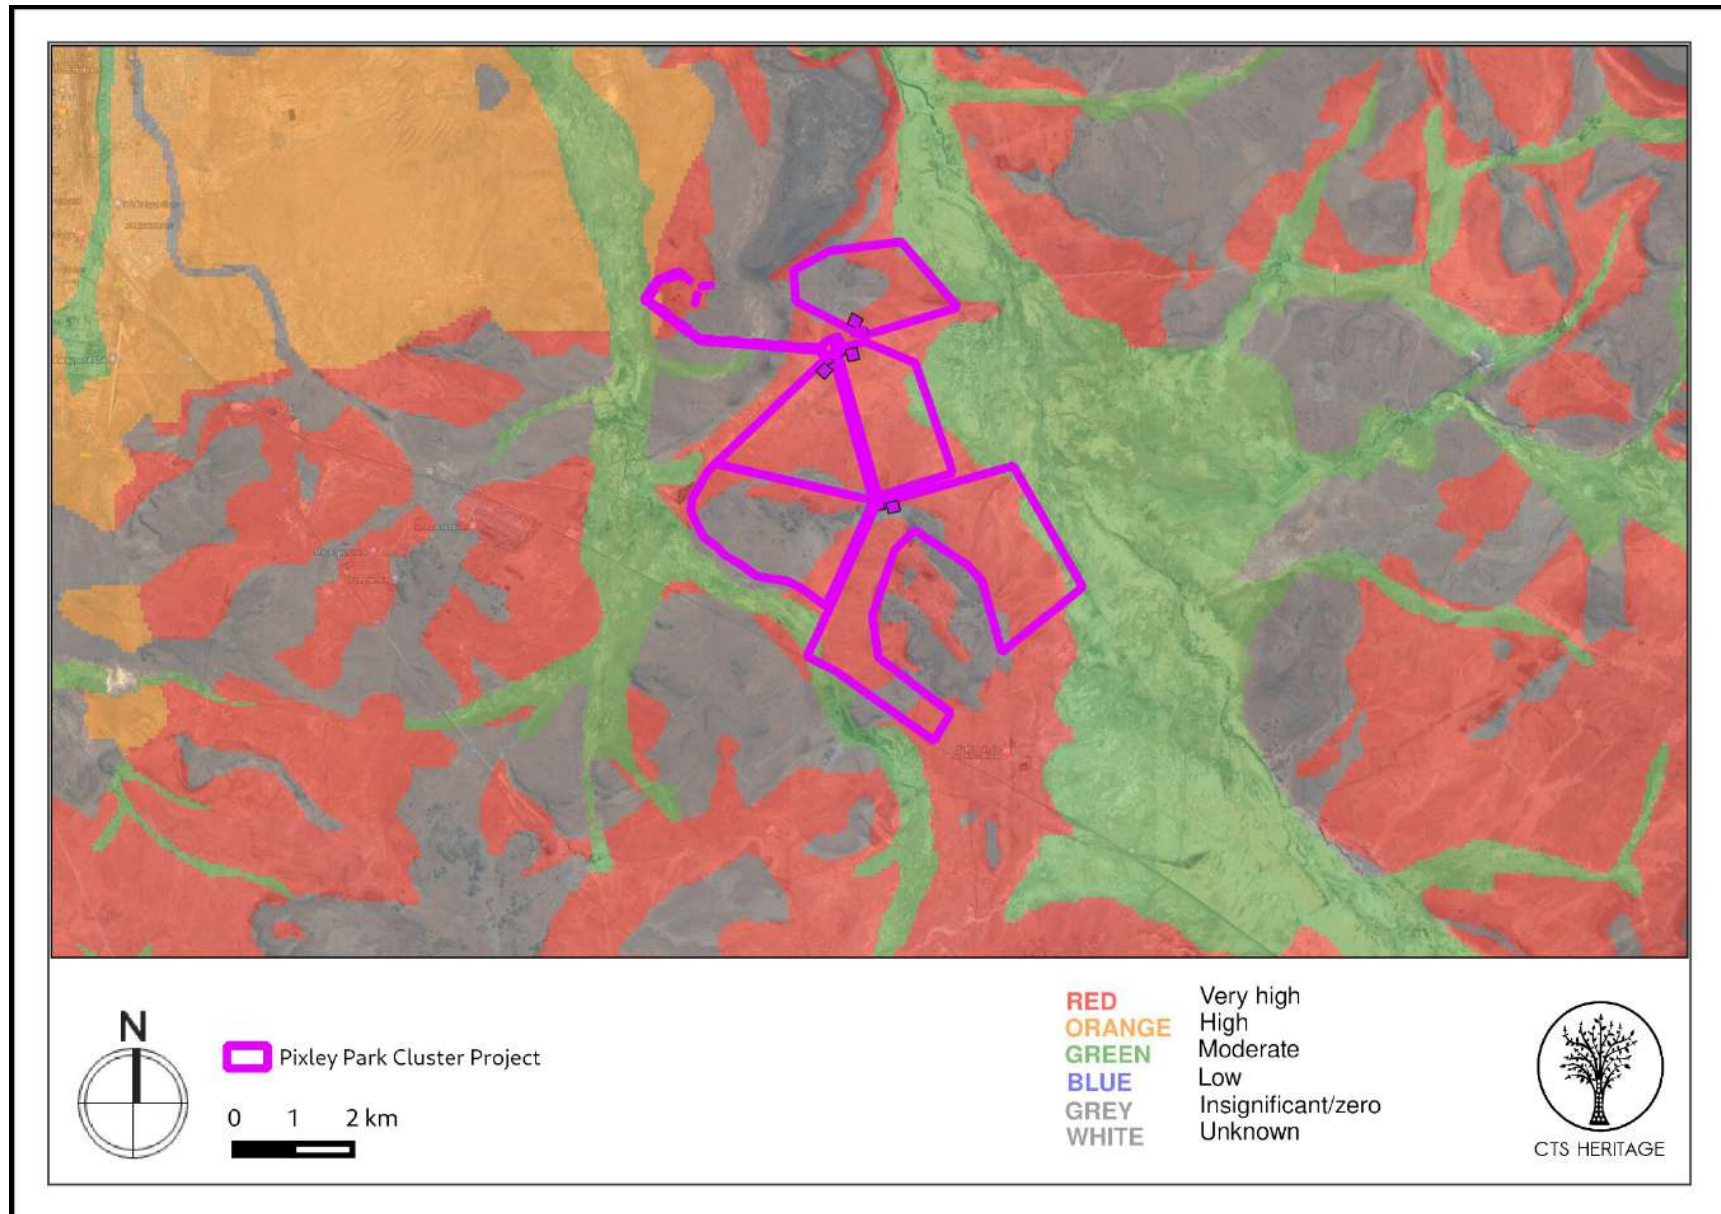 N
Pixley Park Cluster Project
0 1 2 km
RED Very high
ORANGE High
GREEN Moderate
BLUE Low
GREY Insignificant/zero
WHITE Unknown
CTS HERITAGE